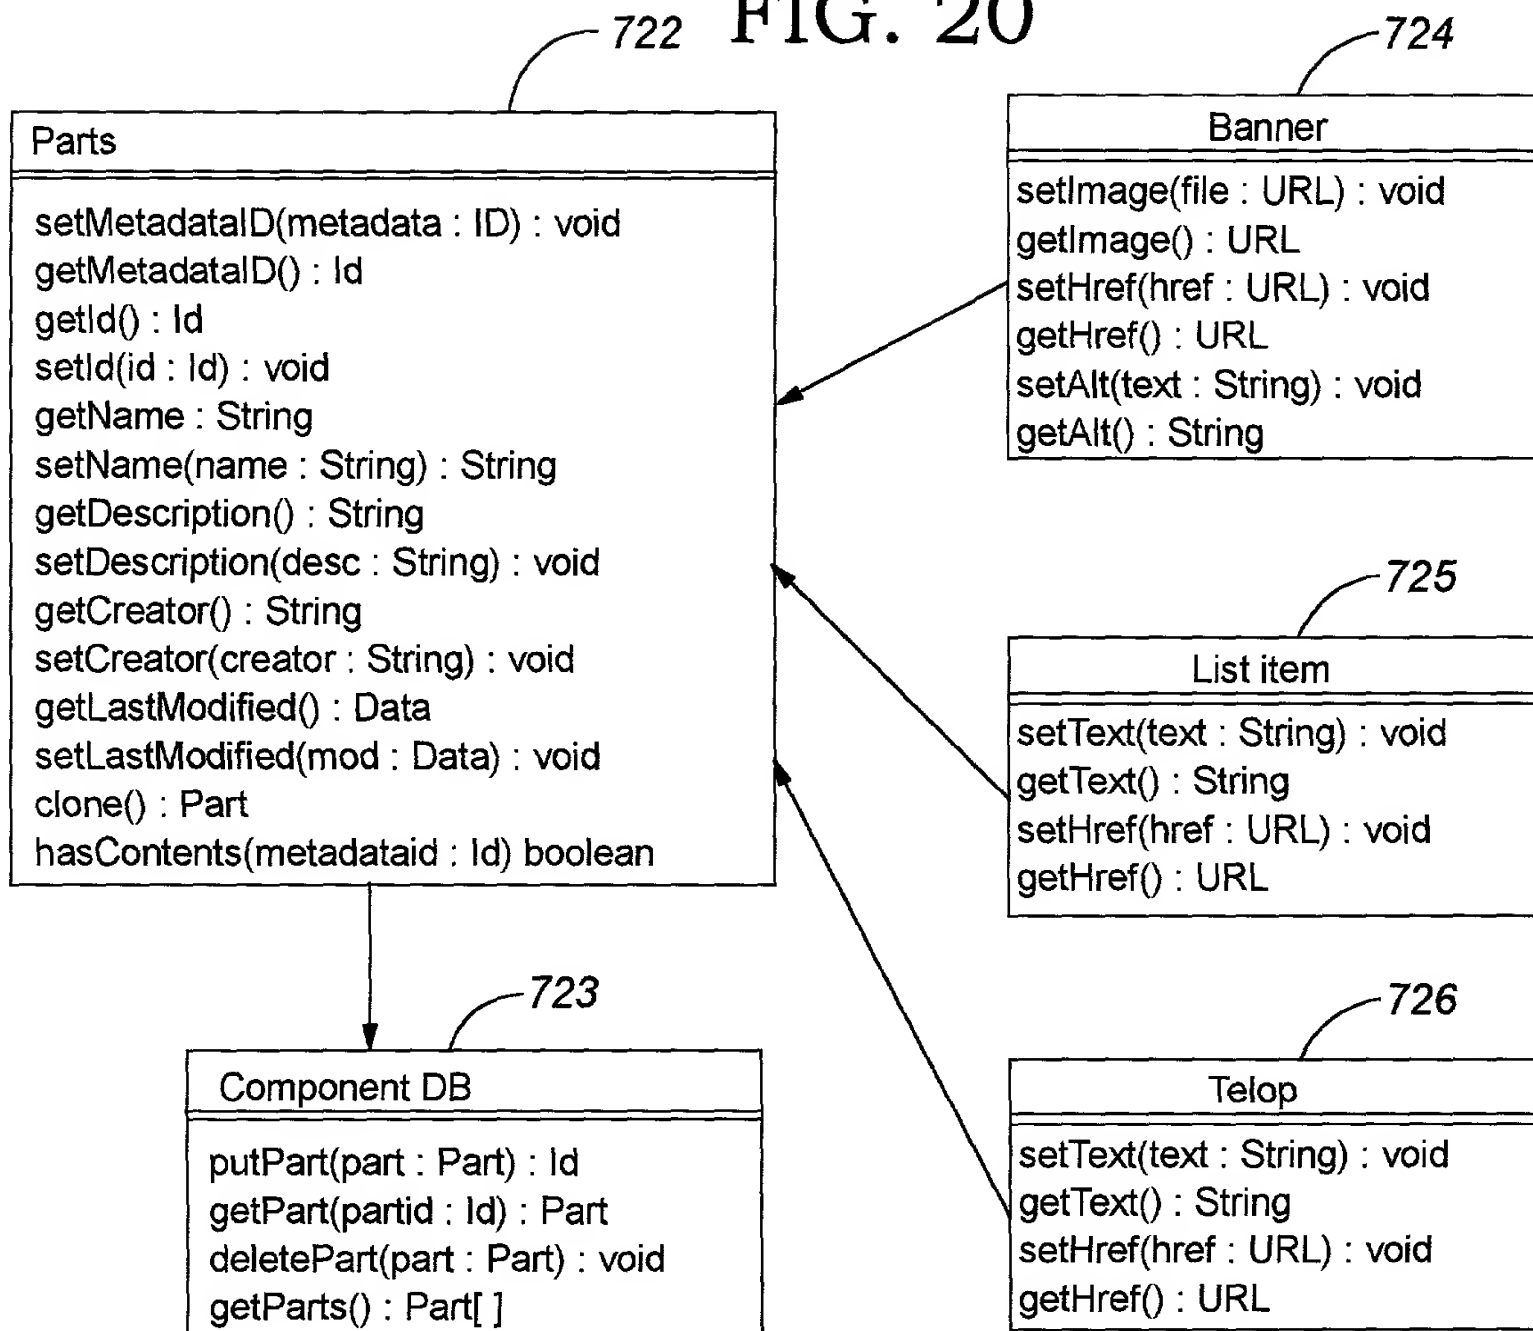 FIG. 20
722
Parts
setMetadataID(metadata : ID) : void
getMetadataID() : Id
getId() : Id
setId(id : Id) : void
getName : String
setName(name : String) : String
getDescription() : String
setDescription(desc : String) : void
getCreator() : String
setCreator(creator : String) : void
getLastModified() : Data
setLastModified(mod : Data) : void
clone() : Part
hasContents(metadataid : Id) boolean
723
Component DB
putPart(part : Part) : Id
getPart(partid : Id) : Part
deletePart(part : Part) : void
getParts() : Part[ ]
724
Banner
setImage(file : URL) : void
getImage() : URL
setHref(href : URL) : void
getHref() : URL
setAlt(text : String) : void
getAlt() : String
725
List item
setText(text : String) : void
getText() : String
setHref(href : URL) : void
getHref() : URL
726
Telop
setText(text : String) : void
getText() : String
setHref(href : URL) : void
getHref() : URL